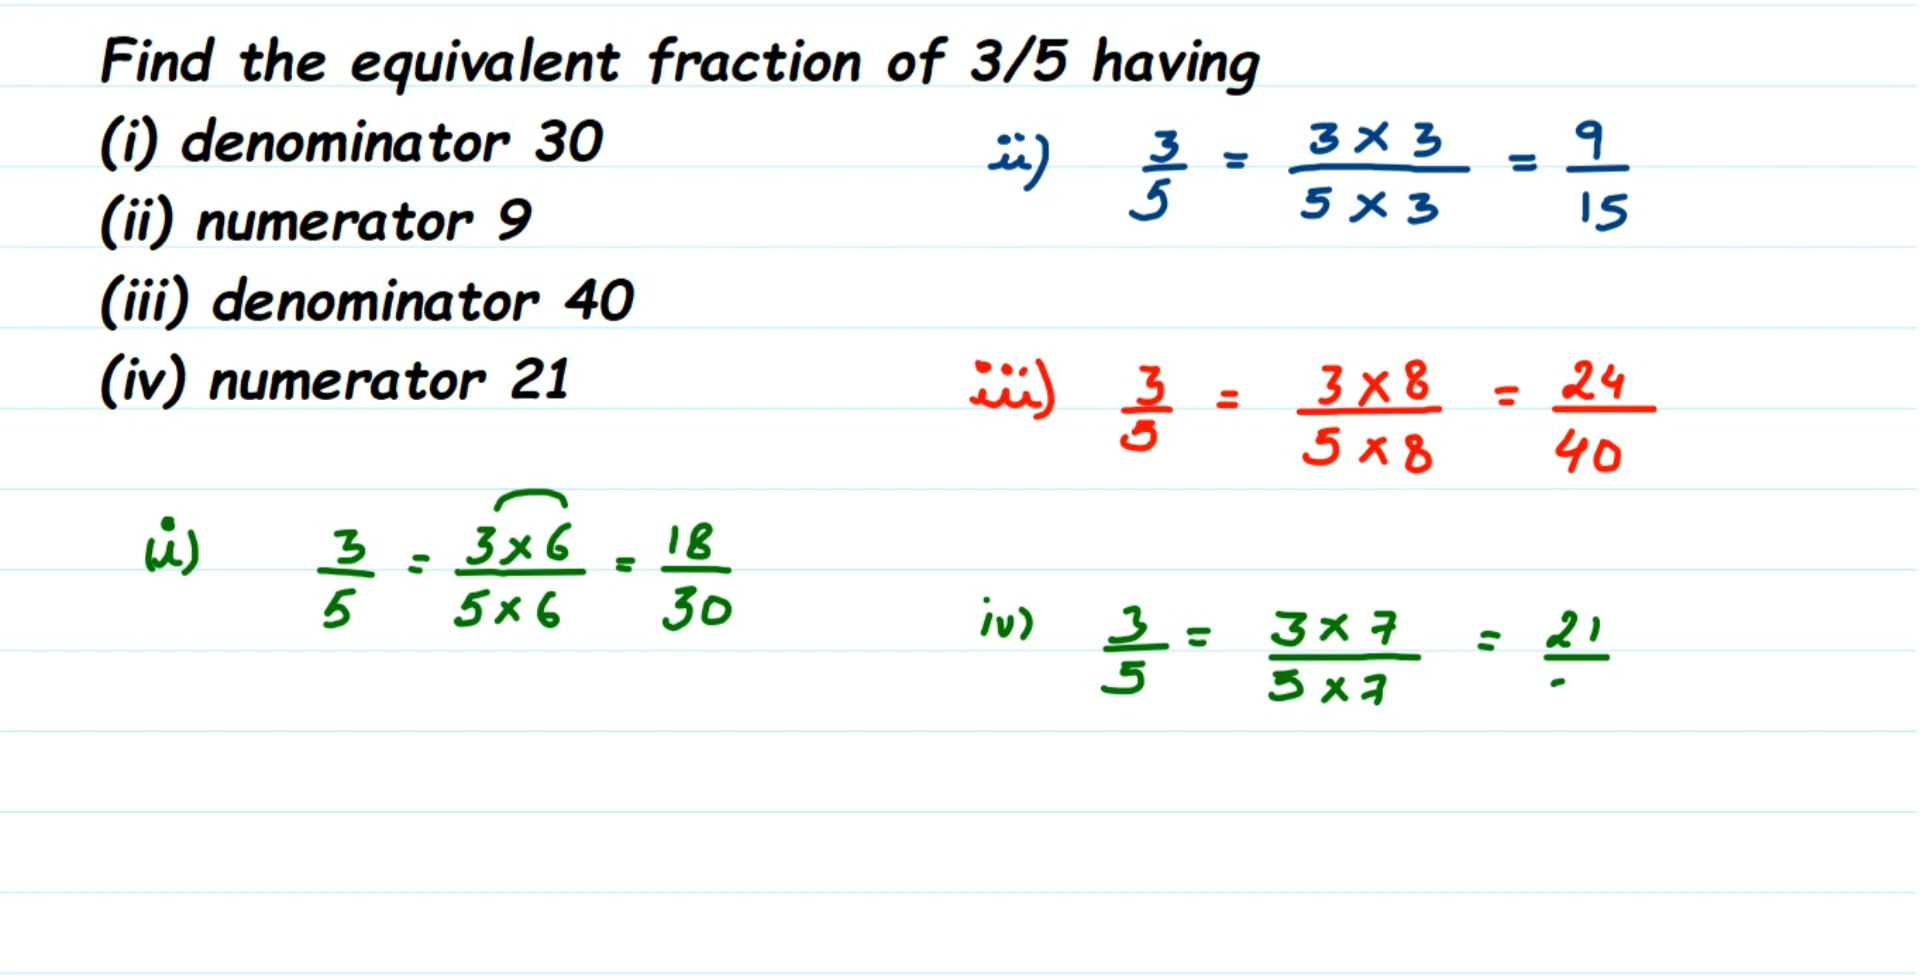 Find the equivalent fraction of 3/5 having
(i) denominator 30
(ii) numerator 9
(iii) denominator 40
(iv) numerator 21
ii) 3/5 = 3 × 3 / 5 × 3 = 9/15
iii) 3/5 = 3 × 8 / 5 × 8 = 24/40
3/5 = 3 × 6 / 5 × 6 = 18/30
iv) 3/5 = 3 × 7 / 5 × 7 = 21/